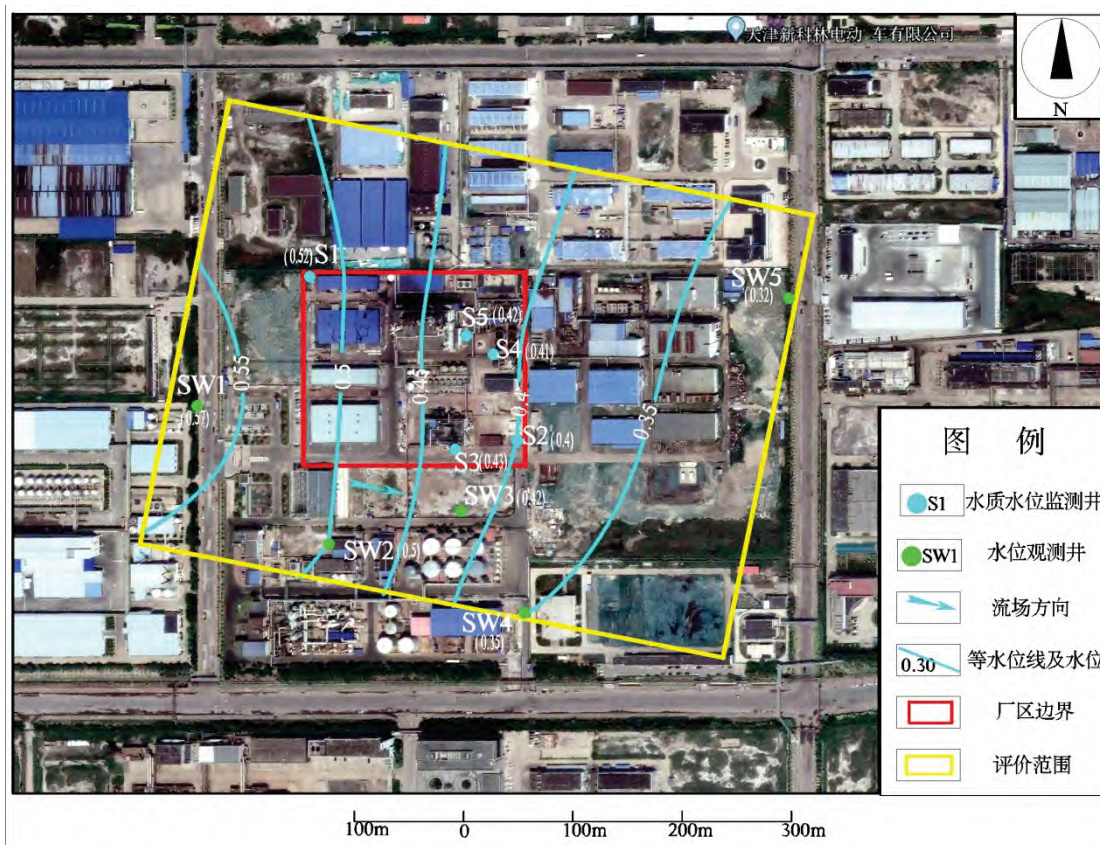 天津新科林电动 车有限公司
N
S1
(0.52)
SW5
(0.32)
S5
(0.42)
S4
(0.41)
0.55
0.5
0.45
0.4
0.35
SW1
(0.57)
S2
(0.4)
S3
(0.43)
SW3
(0.42)
SW2
(0.5)
SW4
(0.35)
图 例
S1
水质水位监测井
SW1
水位观测井
流场方向
0.30
等水位线及水位
厂区边界
评价范围
100m
0
100m
200m
300m